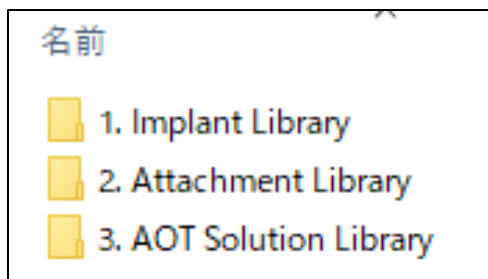 名前
1. Implant Library
2. Attachment Library
3. AOT Solution Library